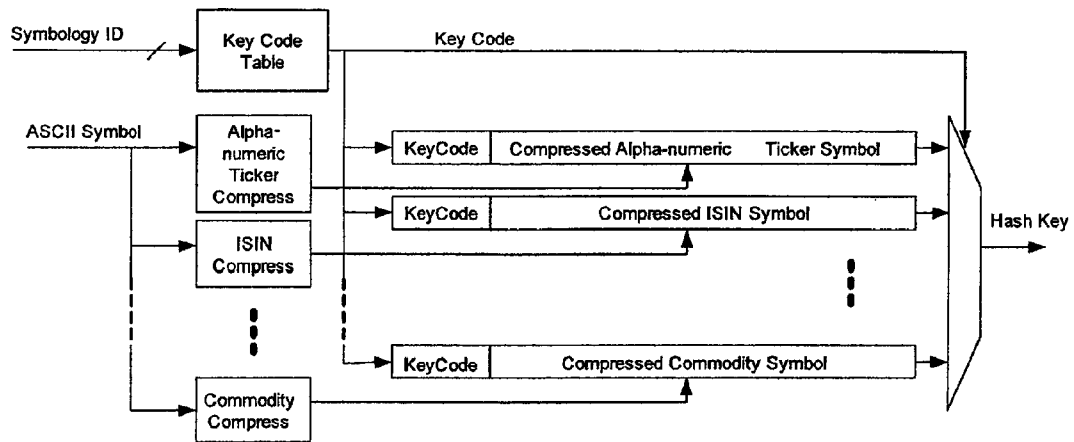 Symbology ID
Key Code
Table
Key Code
ASCII Symbol
Alpha-
numeric
Ticker
Compress
KeyCode
Compressed Alpha-numeric Ticker Symbol
KeyCode
Compressed ISIN Symbol
ISIN
Compress
Hash Key
KeyCode
Compressed Commodity Symbol
Commodity
Compress